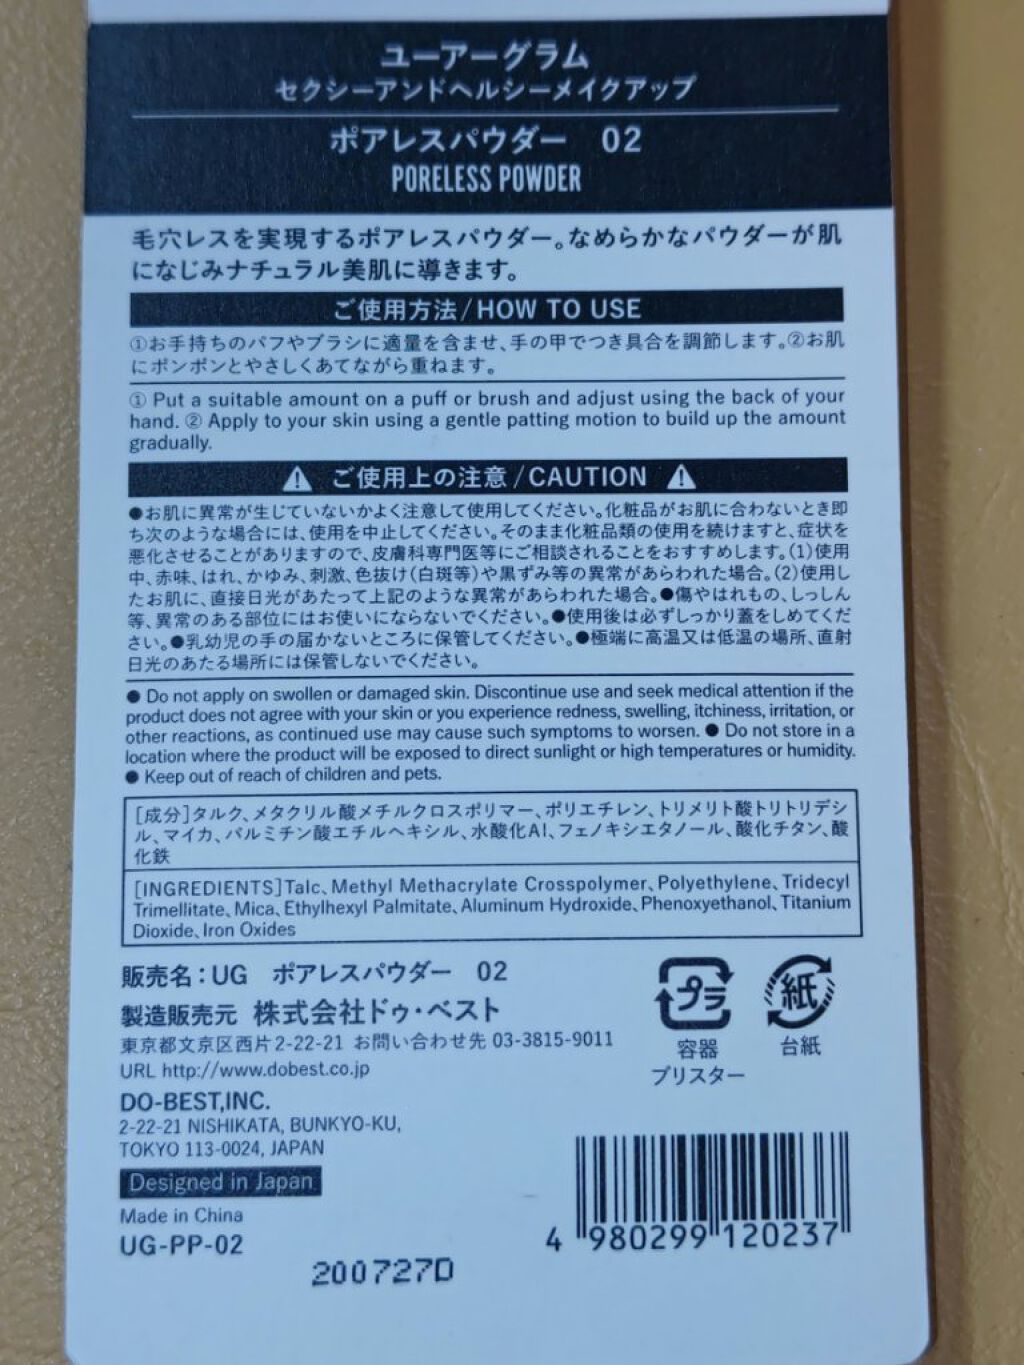 ユーアーグラム
セクシーアンドヘルシーメイクアップ
ポアレスパウダー 02
PORELESS POWDER
毛穴レスを実現するポアレスパウダー。なめらかなパウダーが肌
になじみナチュラル美肌に導きます。
ご使用方法/HOW TO USE
①お手持ちのパフやブラシに適量を含ませ、手の甲でつき具合を調節します。②お肌
にポンポンとやさしくあてながら重ねます。
① Put a suitable amount on a puff or brush and adjust using the back of your
hand. ② Apply to your skin using a gentle patting motion to build up the amount
gradually.
⚠ ご使用上の注意/CAUTION ⚠
●お肌に異常が生じていないかよく注意して使用してください。化粧品がお肌に合わないとき即
ち次のような場合には、使用を中止してください。そのまま化粧品類の使用を続けますと、症状を
悪化させることがありますので、皮膚科専門医等にご相談されることをおすすめします。(1)使用
中、赤味、はれ、かゆみ、刺激、色抜け(白斑等)や黒ずみ等の異常があらわれた場合。(2)使用し
たお肌に、直接日光があたって上記のような異常があらわれた場合。●傷やはれもの、しっしん
等、異常のある部位にはお使いにならないでください。●使用後は必ずしっかり蓋をしめてくだ
さい。●乳幼児の手の届かないところに保管してください。●極端に高温又は低温の場所、直射
日光のあたる場所には保管しないでください。
● Do not apply on swollen or damaged skin. Discontinue use and seek medical attention if the
product does not agree with your skin or you experience redness, swelling, itchiness, irritation, or
other reactions, as continued use may cause such symptoms to worsen. ● Do not store in a
location where the product will be exposed to direct sunlight or high temperatures or humidity.
● Keep out of reach of children and pets.
[成分]タルク、メタクリル酸メチルクロスポリマー、ポリエチレン、トリメリト酸トリトリデシ
ル、マイカ、パルミチン酸エチルヘキシル、水酸化Al、フェノキシエタノール、酸化チタン、酸
化鉄
[INGREDIENTS]Talc、Methyl Methacrylate Crosspolymer、Polyethylene、Tridecyl
Trimellitate、Mica、Ethylhexyl Palmitate、Aluminum Hydroxide、Phenoxyethanol、Titanium
Dioxide、Iron Oxides
販売名：UG ポアレスパウダー 02
製造販売元 株式会社ドゥ・ベスト
東京都文京区西片2-22-21 お問い合わせ先 03-3815-9011
URL http://www.dobest.co.jp
プラ
容器
ブリスター
紙
台紙
DO-BEST,INC.
2-22-21 NISHIKATA, BUNKYO-KU,
TOKYO 113-0024, JAPAN
Designed in Japan
Made in China
UG-PP-02
4 980299 120237
200727D